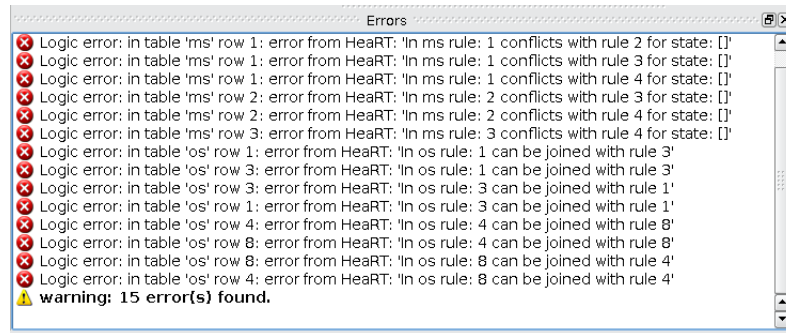 Errors
Logic error: in table 'ms' row 1: error from HeaRT: 'In ms rule: 1 conflicts with rule 2 for state: []'
Logic error: in table 'ms' row 1: error from HeaRT: 'In ms rule: 1 conflicts with rule 3 for state: []'
Logic error: in table 'ms' row 1: error from HeaRT: 'In ms rule: 1 conflicts with rule 4 for state: []'
Logic error: in table 'ms' row 2: error from HeaRT: 'In ms rule: 2 conflicts with rule 3 for state: []'
Logic error: in table 'ms' row 2: error from HeaRT: 'In ms rule: 2 conflicts with rule 4 for state: []'
Logic error: in table 'ms' row 3: error from HeaRT: 'In ms rule: 3 conflicts with rule 4 for state: []'
Logic error: in table 'os' row 1: error from HeaRT: 'In os rule: 1 can be joined with rule 3'
Logic error: in table 'os' row 3: error from HeaRT: 'In os rule: 1 can be joined with rule 3'
Logic error: in table 'os' row 3: error from HeaRT: 'In os rule: 3 can be joined with rule 1'
Logic error: in table 'os' row 1: error from HeaRT: 'In os rule: 3 can be joined with rule 1'
Logic error: in table 'os' row 4: error from HeaRT: 'In os rule: 4 can be joined with rule 8'
Logic error: in table 'os' row 8: error from HeaRT: 'In os rule: 4 can be joined with rule 8'
Logic error: in table 'os' row 8: error from HeaRT: 'In os rule: 8 can be joined with rule 4'
Logic error: in table 'os' row 4: error from HeaRT: 'In os rule: 8 can be joined with rule 4'
warning: 15 error(s) found.